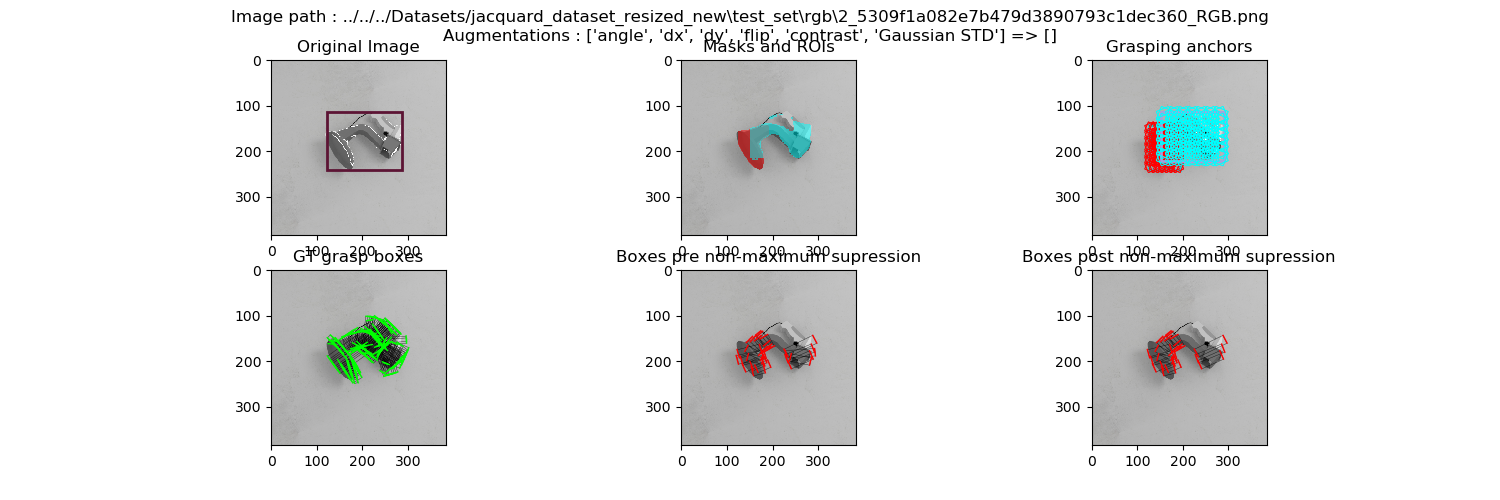 Image path : ../../../Datasets/jacquard_dataset_resized_new\test_set\rgb\2_5309f1a082e7b479d3890793c1dec360_RGB.png
Augmentations : ['angle', 'dx', 'dy', 'flip', 'contrast', 'Gaussian STD'] => []
Original Image
Masks and ROIs
Grasping anchors
0
100
200
300
0 100 200 300
0
100
200
300
0 100 200 300
0
100
200
300
0 100 200 300
GT grasp boxes
Boxes pre non-maximum supression
Boxes post non-maximum supression
0
100
200
300
0 100 200 300
0
100
200
300
0 100 200 300
0
100
200
300
0 100 200 300